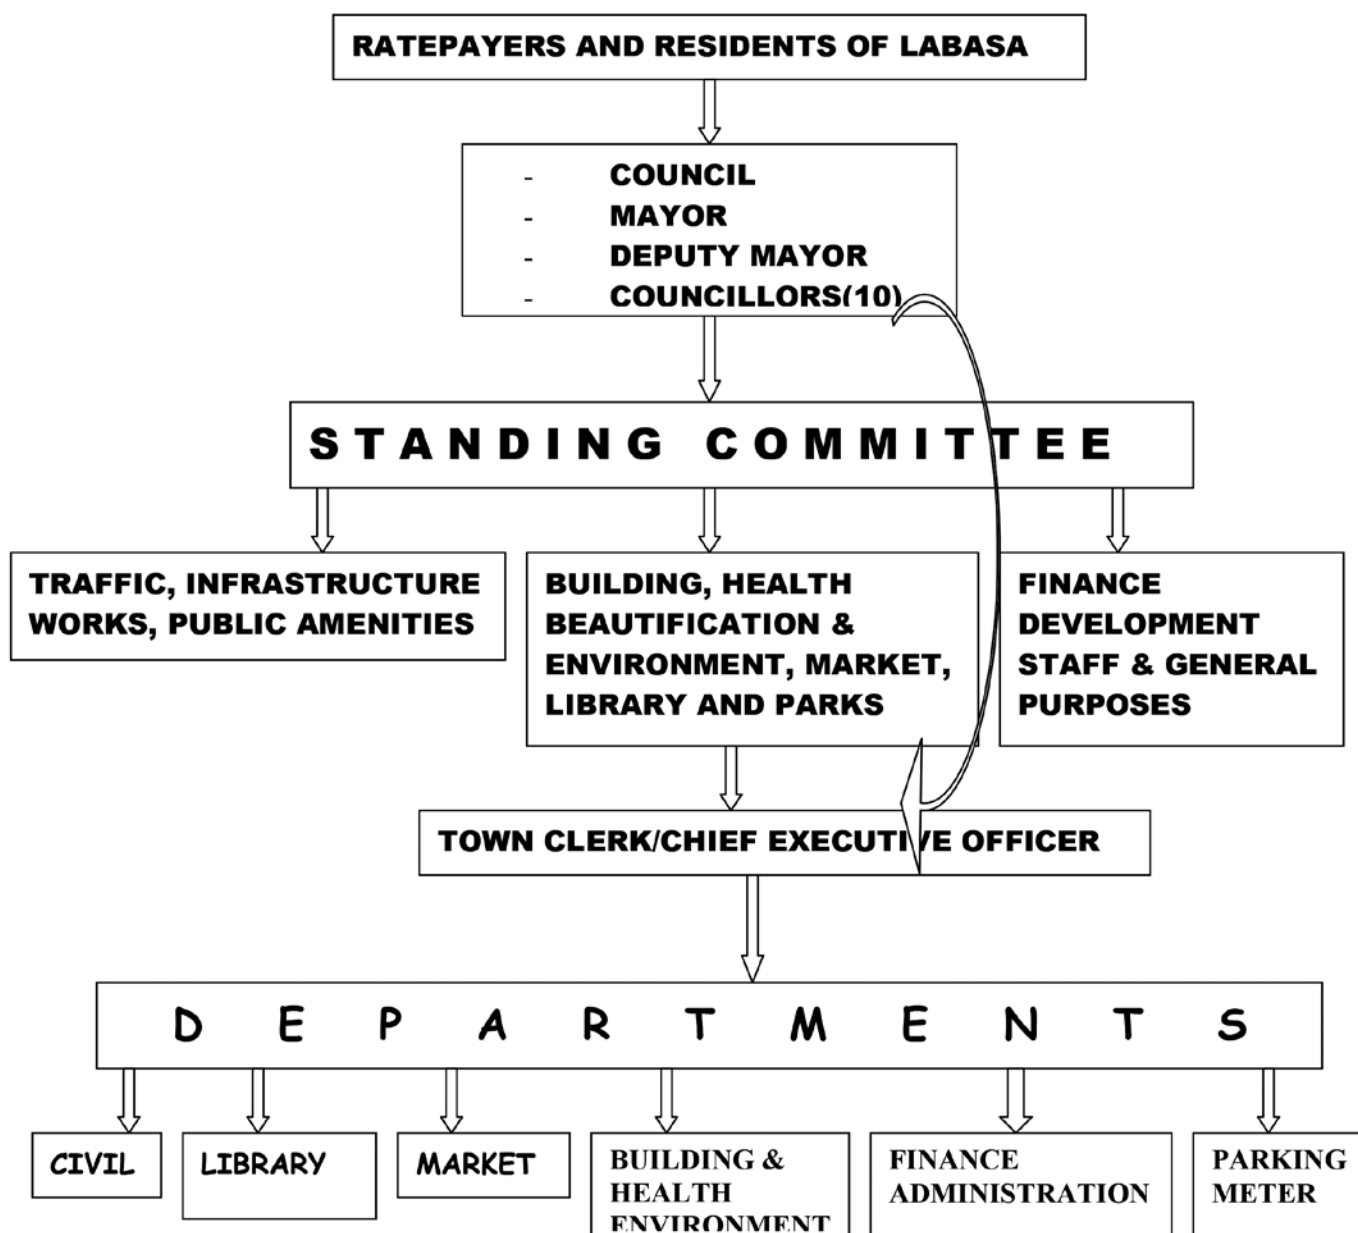 RATEPAYERS AND RESIDENTS OF LABASA
- COUNCIL
- MAYOR
- DEPUTY MAYOR
- COUNCILLORS(10)
STANDING COMMITTEE
TRAFFIC, INFRASTRUCTURE
WORKS, PUBLIC AMENITIES
BUILDING, HEALTH
BEAUTIFICATION &
ENVIRONMENT, MARKET,
LIBRARY AND PARKS
FINANCE
DEVELOPMENT
STAFF & GENERAL
PURPOSES
TOWN CLERK/CHIEF EXECUTIVE OFFICER
DEPARTMENTS
CIVIL
LIBRARY
MARKET
BUILDING &
HEALTH
ENVIRONMENT
FINANCE
ADMINISTRATION
PARKING
METER